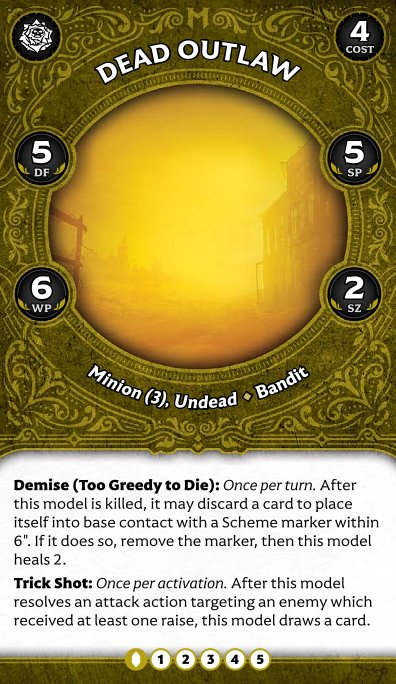 M
DEAD OUTLAW
4
COST
5
DF
5
SP
6
WP
2
SZ
Minion (3), Undead ⬥ Bandit
Demise (Too Greedy to Die): Once per turn. After
this model is killed, it may discard a card to place
itself into base contact with a Scheme marker within
6". If it does so, remove the marker, then this model
heals 2.
Trick Shot: Once per activation. After this model
resolves an attack action targeting an enemy which
received at least one raise, this model draws a card.
1 2 3 4 5